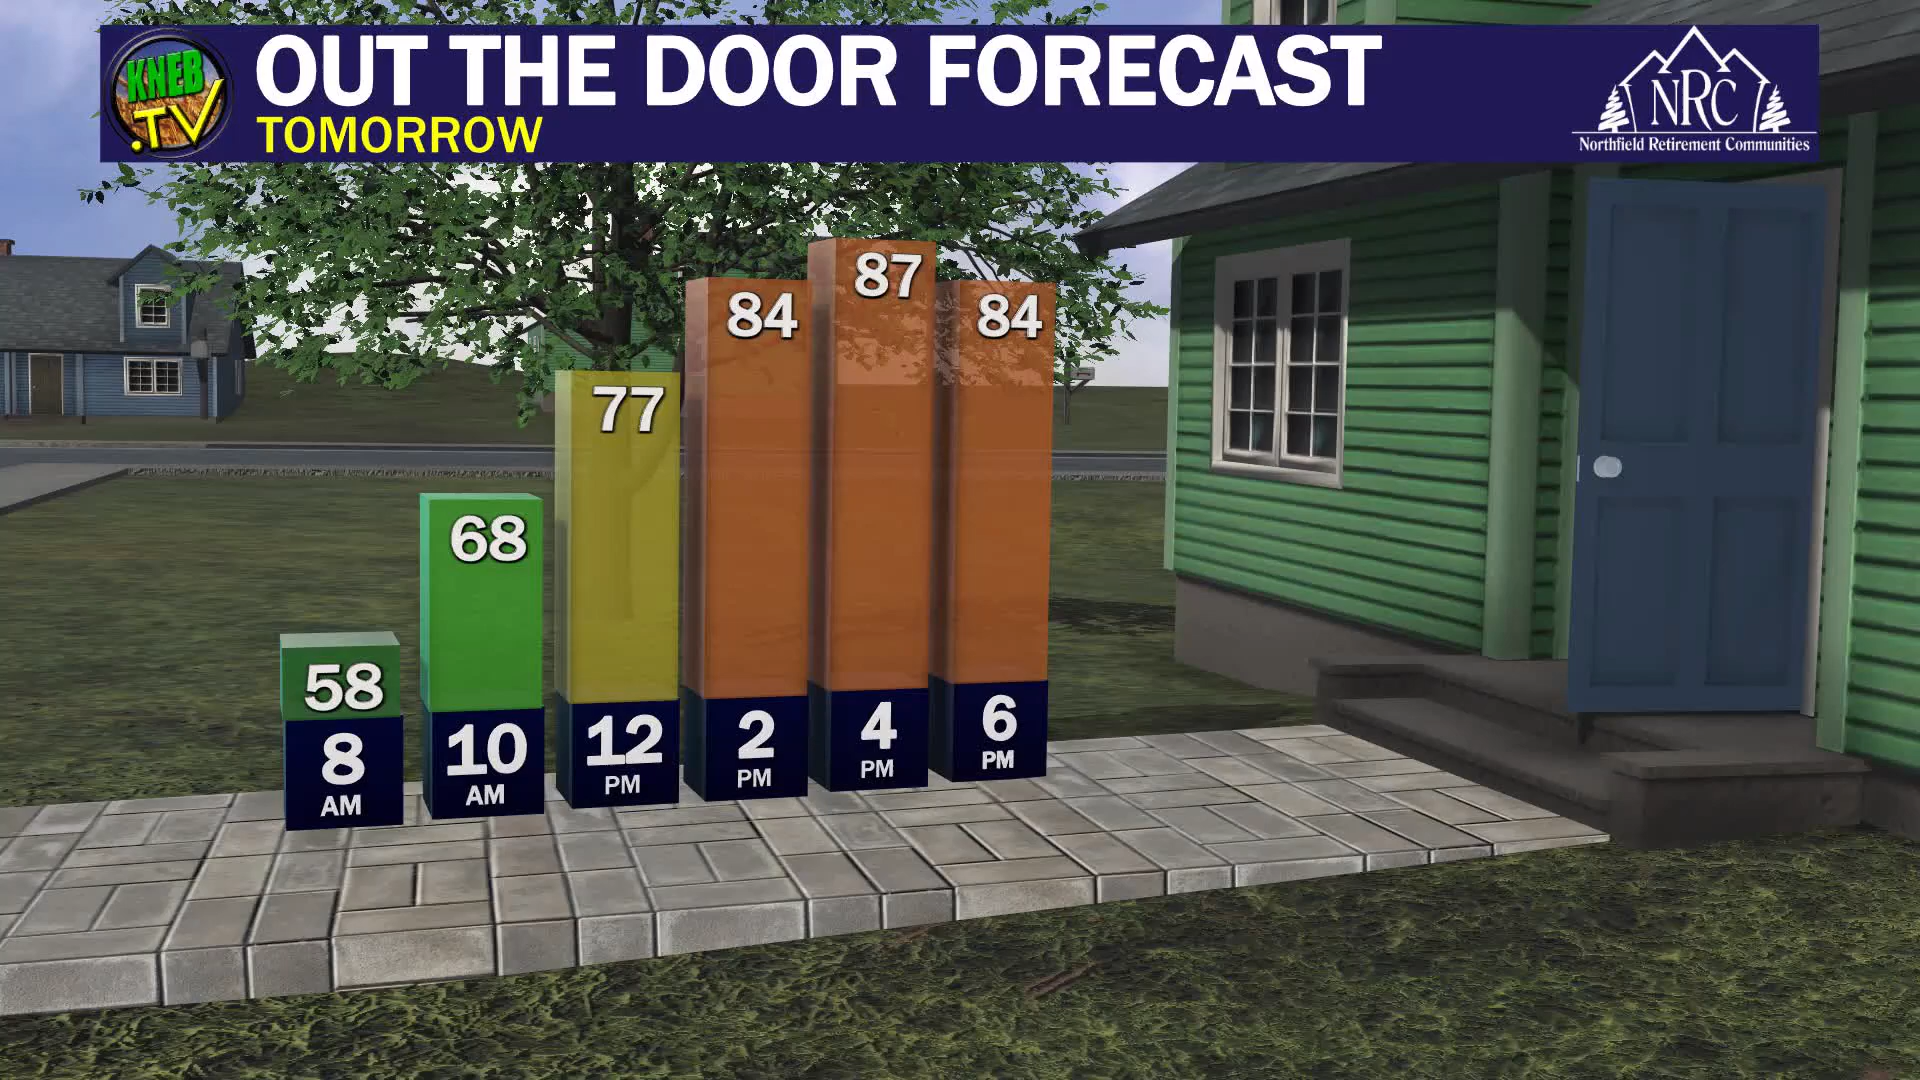 KNEB
.TV
OUT THE DOOR FORECAST
TOMORROW
NRC
Northfield Retirement Communities
58
68
77
84
87
84
8
AM
10
AM
12
PM
2
PM
4
PM
6
PM